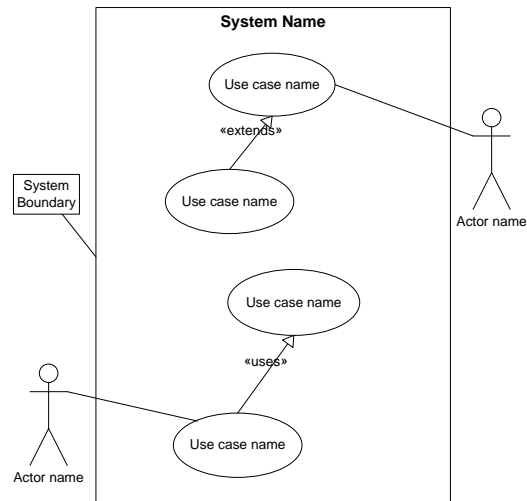 System Name
Use case name
«extends»
System
Boundary
Use case name
Actor name
Use case name
«uses»
Use case name
Actor name